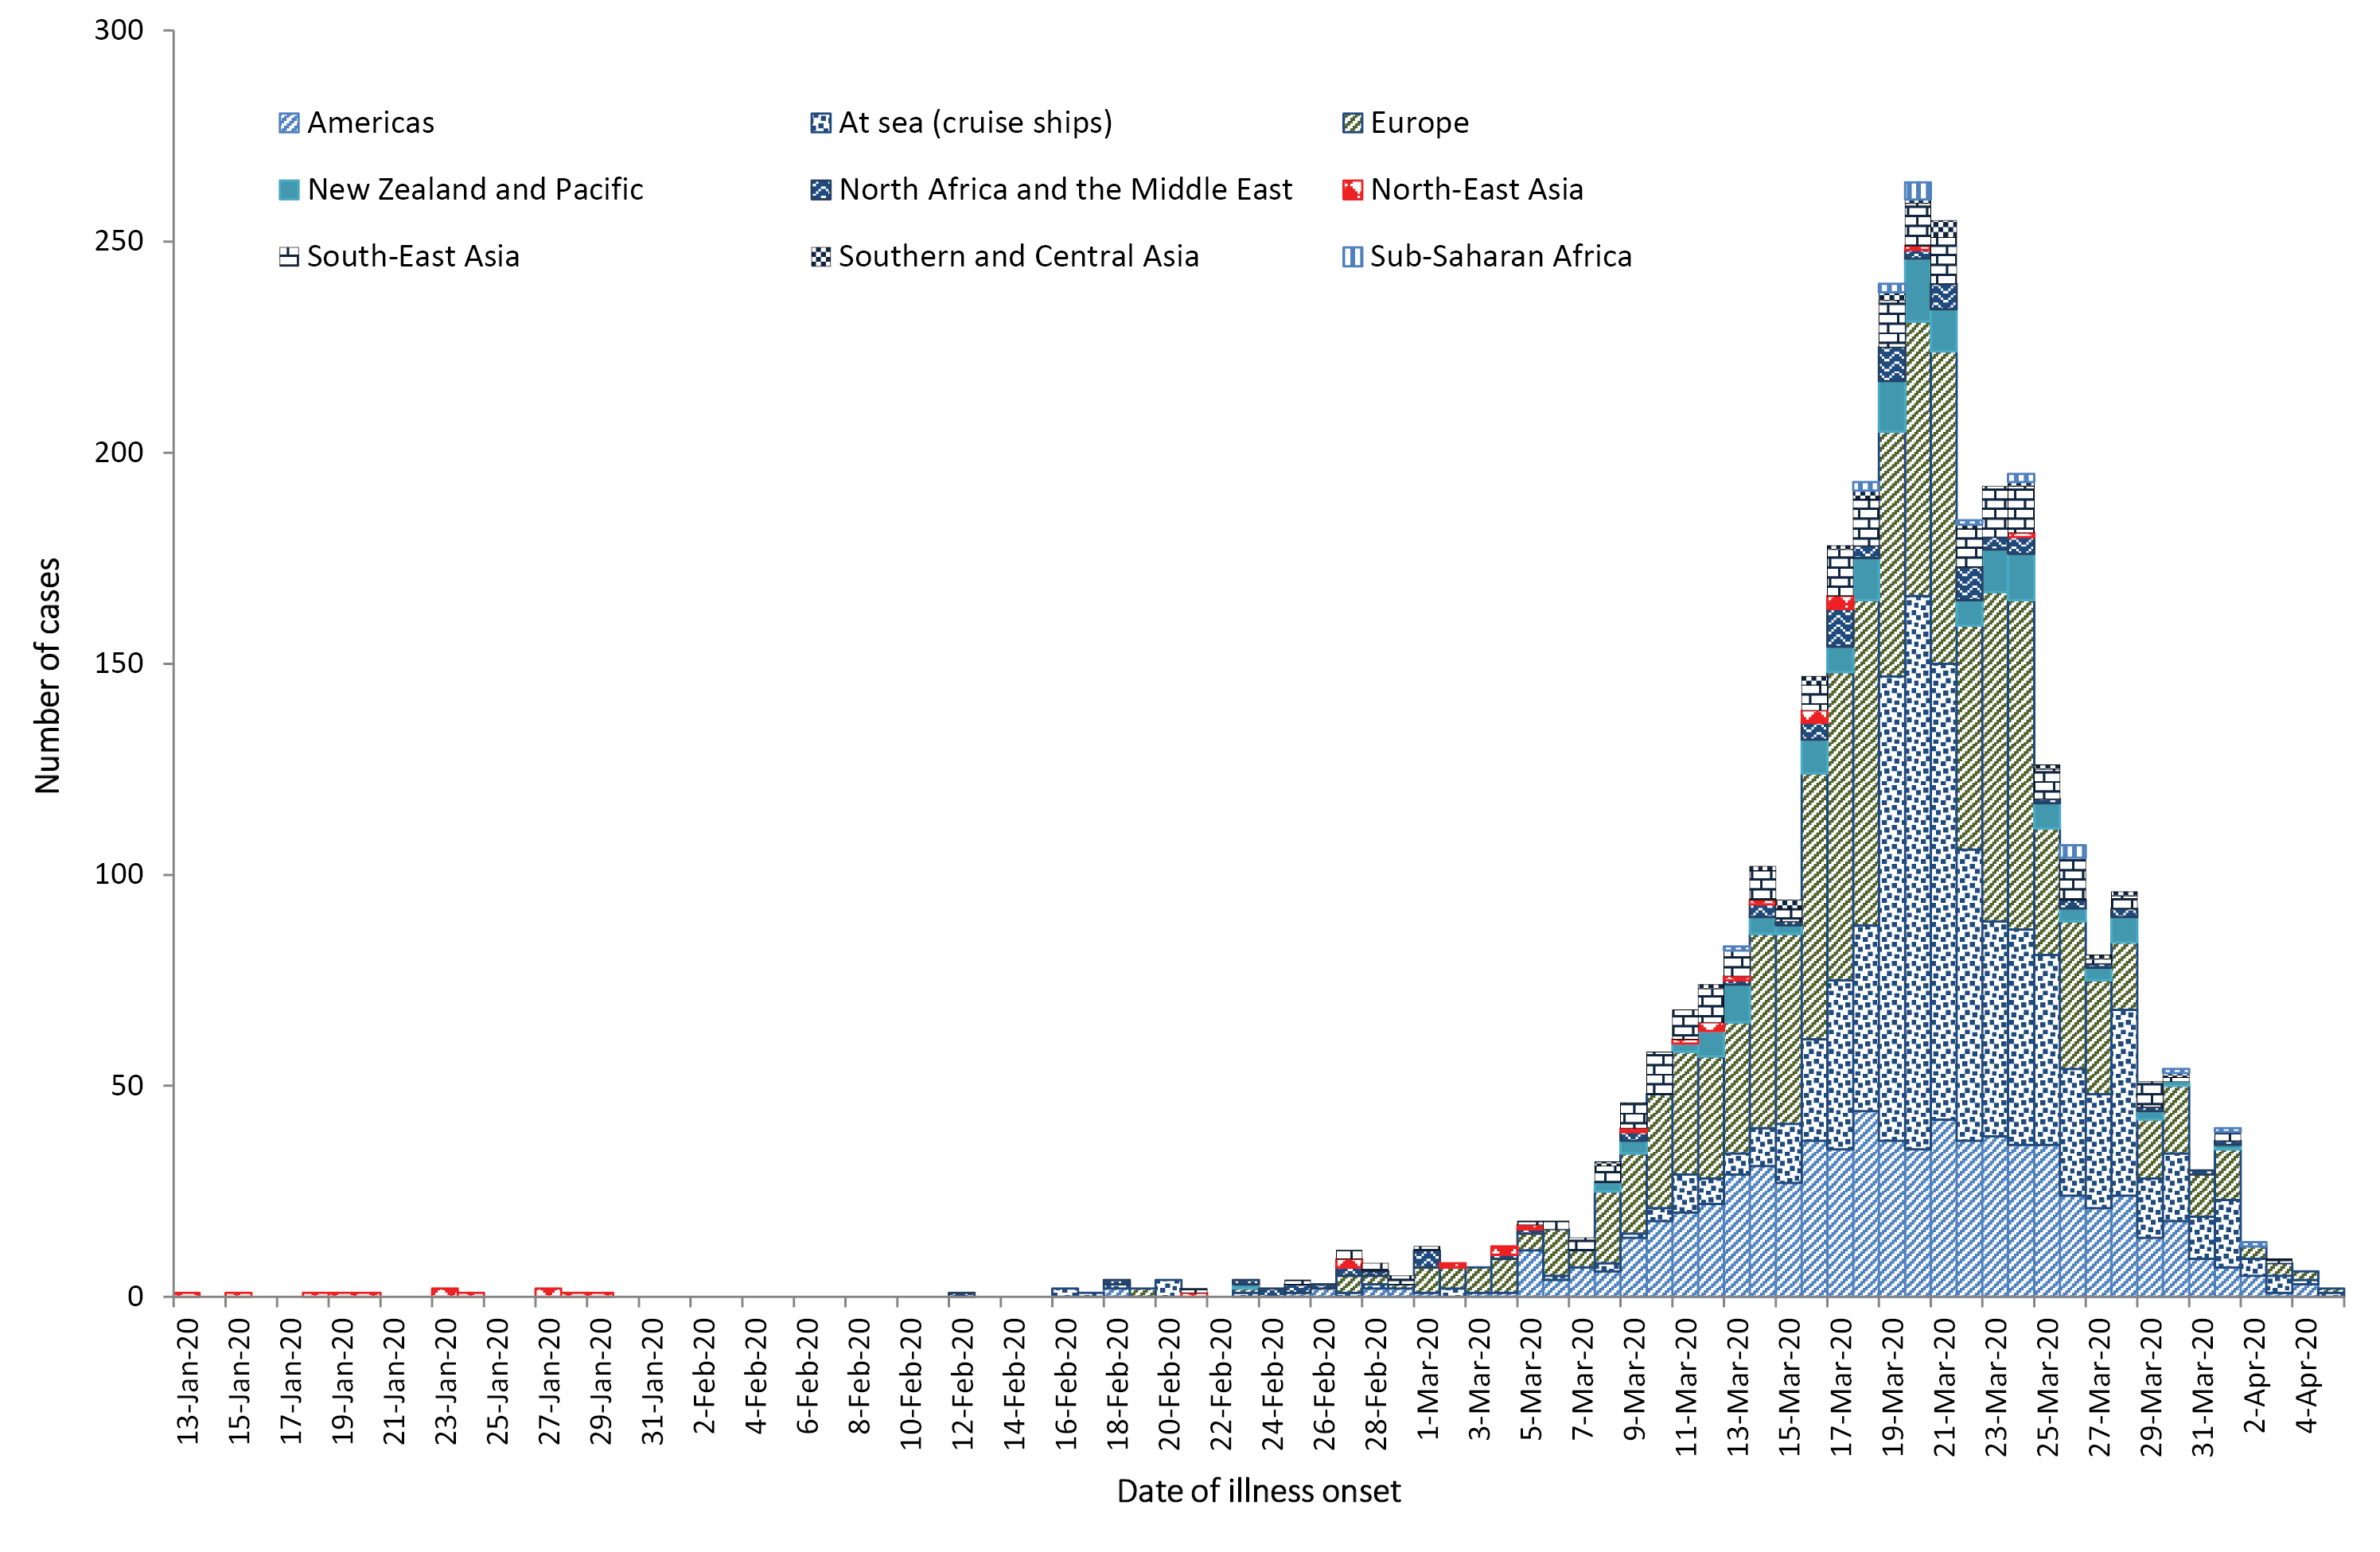 300
250
200
150
100
50
0
Number of cases
Americas
At sea (cruise ships)
Europe
New Zealand and Pacific
North Africa and the Middle East
North-East Asia
South-East Asia
Southern and Central Asia
Sub-Saharan Africa
13-Jan-20
15-Jan-20
17-Jan-20
19-Jan-20
21-Jan-20
23-Jan-20
25-Jan-20
27-Jan-20
29-Jan-20
31-Jan-20
2-Feb-20
4-Feb-20
6-Feb-20
8-Feb-20
10-Feb-20
12-Feb-20
14-Feb-20
16-Feb-20
18-Feb-20
20-Feb-20
22-Feb-20
24-Feb-20
26-Feb-20
28-Feb-20
1-Mar-20
3-Mar-20
5-Mar-20
7-Mar-20
9-Mar-20
11-Mar-20
13-Mar-20
15-Mar-20
17-Mar-20
19-Mar-20
21-Mar-20
23-Mar-20
25-Mar-20
27-Mar-20
29-Mar-20
31-Mar-20
2-Apr-20
4-Apr-20
Date of illness onset